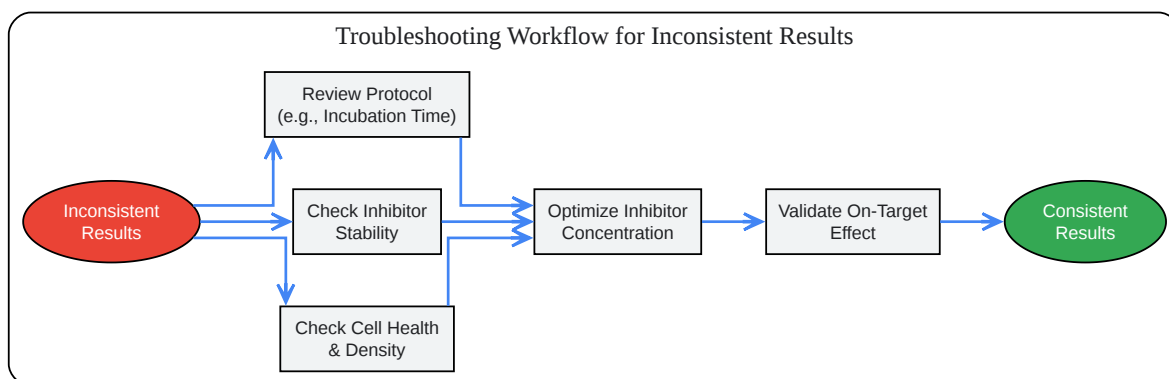 Troubleshooting Workflow for Inconsistent Results
Review Protocol
(e.g., Incubation Time)
Inconsistent
Results
Check Inhibitor
Stability
Optimize Inhibitor
Concentration
Validate On-Target
Effect
Consistent
Results
Check Cell Health
& Density